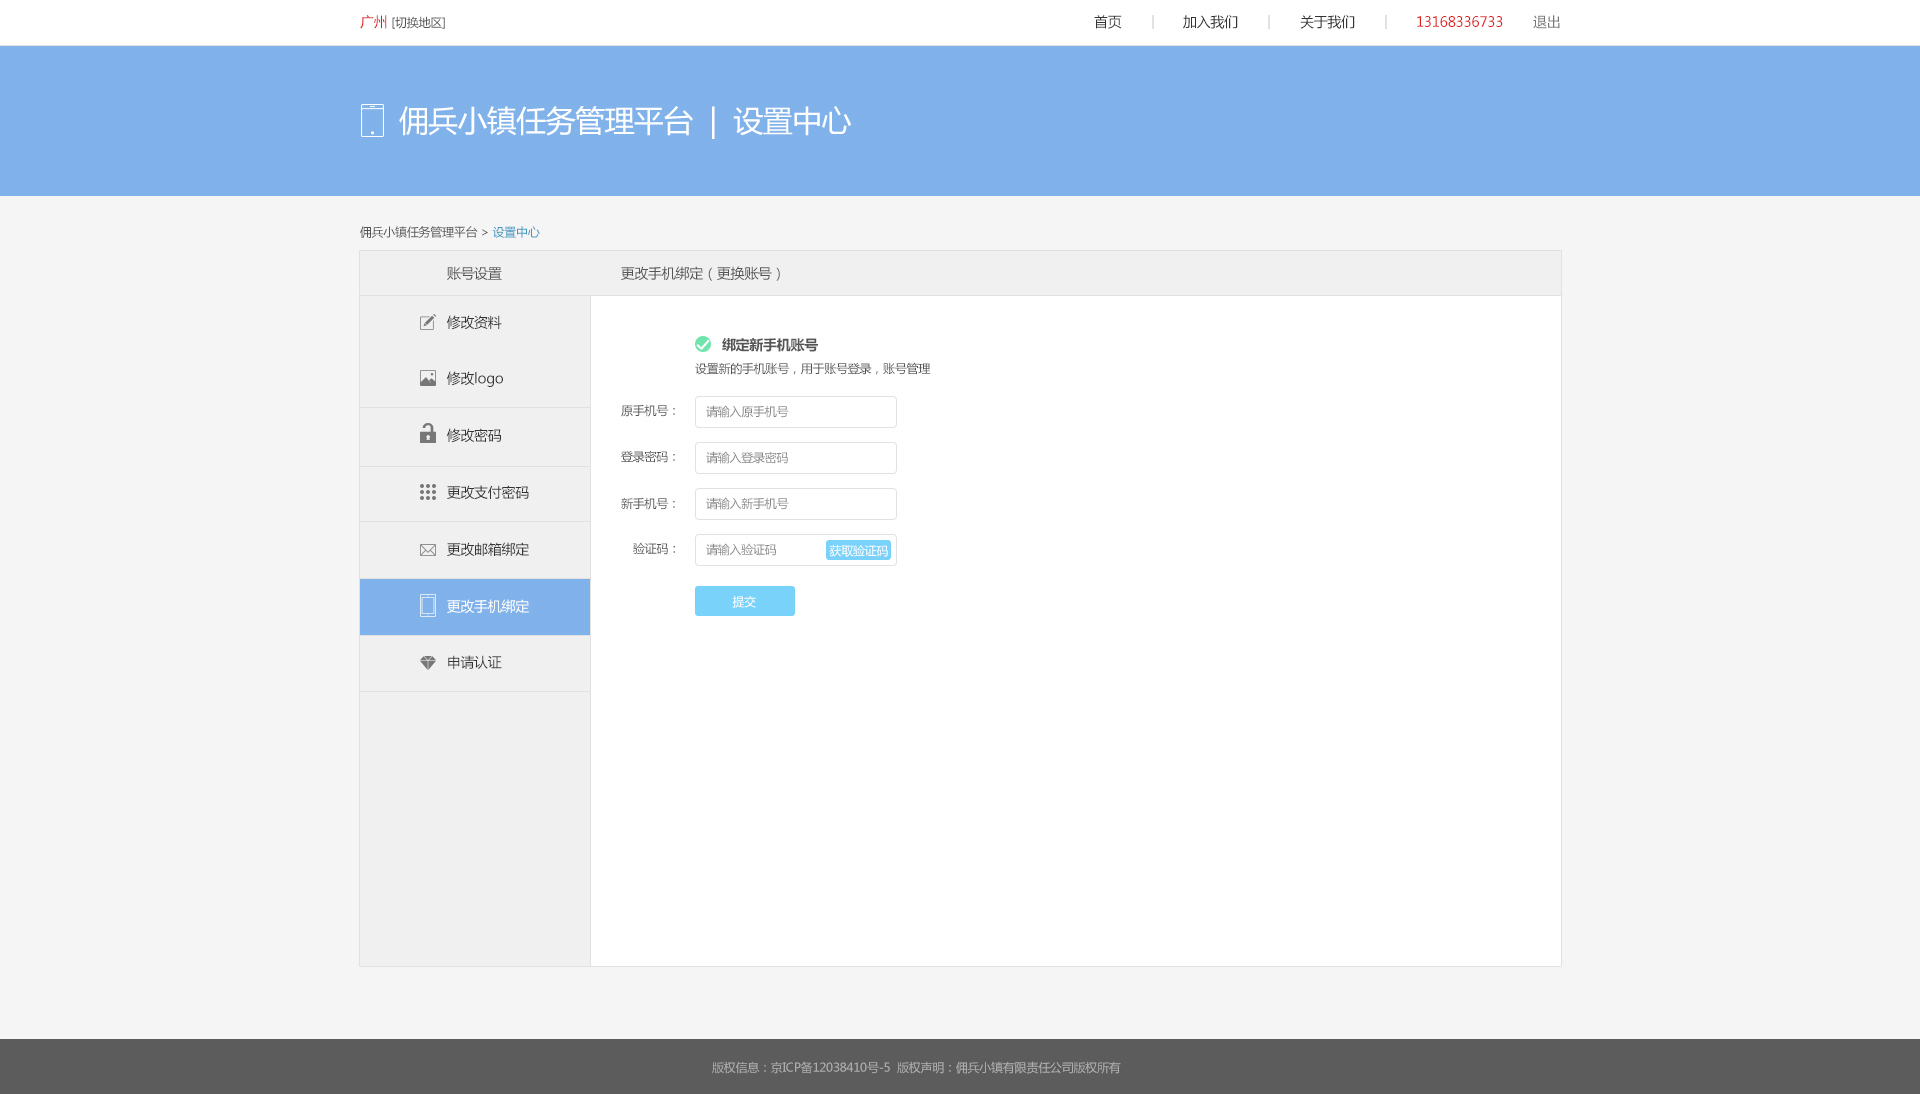 广州 [切换地区]
首页 | 加入我们 | 关于我们 | 13168336733 退出
佣兵小镇任务管理平台 | 设置中心
佣兵小镇任务管理平台 > 设置中心
账号设置
更改手机绑定 ( 更换账号 )
修改资料
修改logo
修改密码
更改支付密码
更改邮箱绑定
更改手机绑定
申请认证
绑定新手机账号
设置新的手机账号，用于账号登录，账号管理
原手机号： 请输入原手机号
登录密码： 请输入登录密码
新手机号： 请输入新手机号
验证码： 请输入验证码 获取验证码
提交
版权信息：京ICP备12038410号-5 版权声明：佣兵小镇有限责任公司版权所有